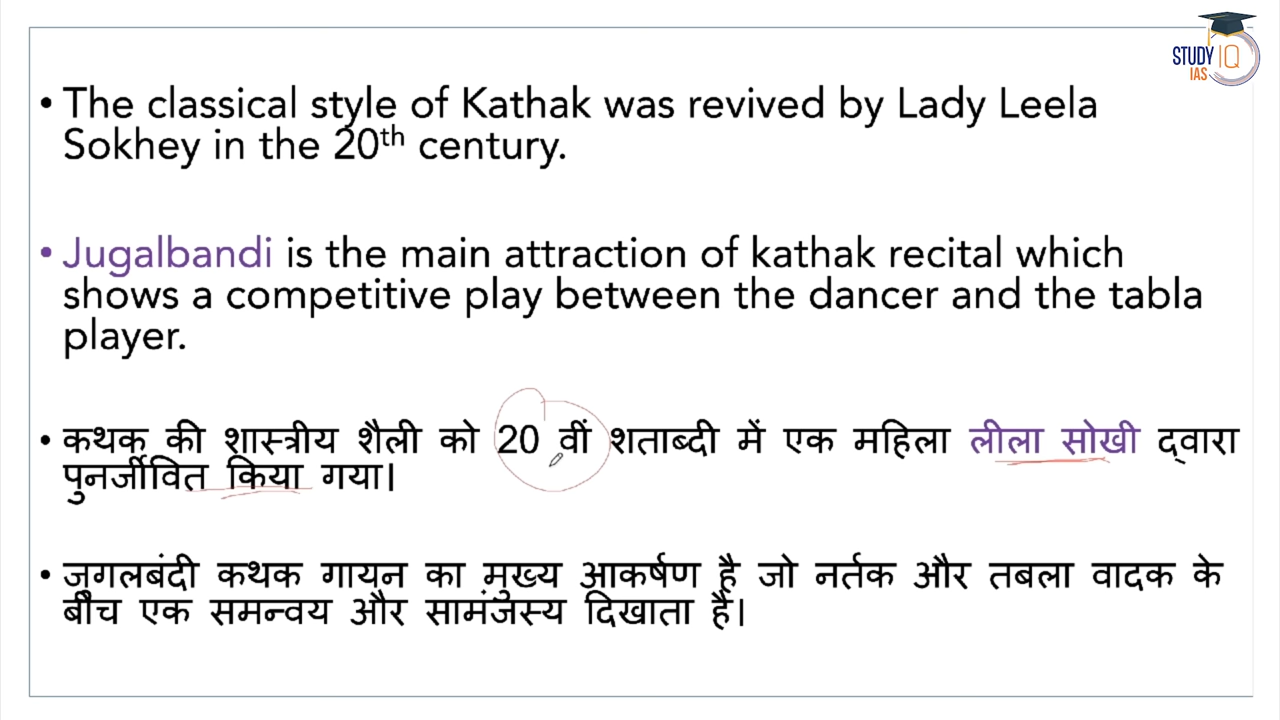 STUDY IQ
IAS
• The classical style of Kathak was revived by Lady Leela
Sokhey in the 20th century.
• Jugalbandi is the main attraction of kathak recital which
shows a competitive play between the dancer and the tabla
player.
• कथक की शास्त्रीय शैली को 20 वीं शताब्दी में एक महिला लीला सोखी द्वारा
पुनर्जीवित किया गया।
• जुगलबंदी कथक गायन का मुख्य आकर्षण है जो नर्तक और तबला वादक के
बीच एक समन्वय और सामंजस्य दिखाता है।